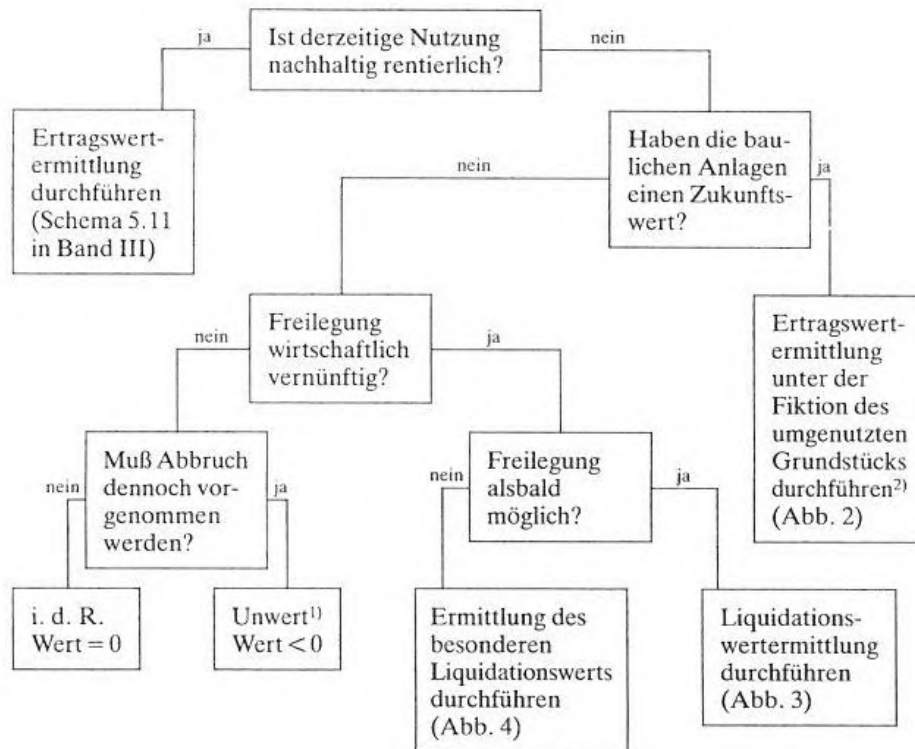 ja
Ist derzeitige Nutzung
nachhaltig rentierlich?
nein
Ertragswert-
ermittlung
durchführen
(Schema 5.11
in Band III)
nein
Haben die bau-
lichen Anlagen
einen Zukunfts-
wert?
ja
nein
Freilegung
wirtschaftlich
vernünftig?
ja
Ertragswert-
ermittlung
unter der
Fiktion des
umgenutzten
Grundstücks
durchführen²⁾
(Abb. 2)
nein
Muß Abbruch
dennoch vor-
genommen
werden?
ja
nein
Freilegung
alsbald
möglich?
ja
i. d. R.
Wert = 0
Unwert¹⁾
Wert < 0
Ermittlung des
besonderen
Liquidationswerts
durchführen
(Abb. 4)
Liquidations-
wertermittlung
durchführen
(Abb. 3)